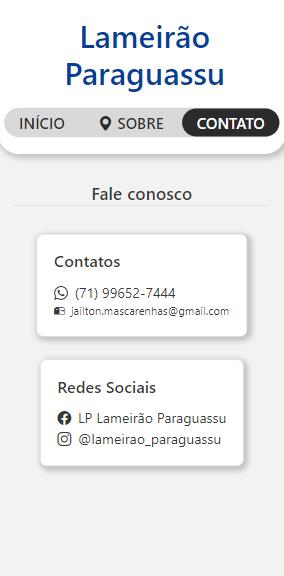 Lameirão
Paraguassu
INÍCIO SOBRE CONTATO
Fale conosco
Contatos
(71) 99652-7444
jailton.mascarenhas@gmail.com
Redes Sociais
LP Lameirão Paraguassu
@lameirao_paraguassu